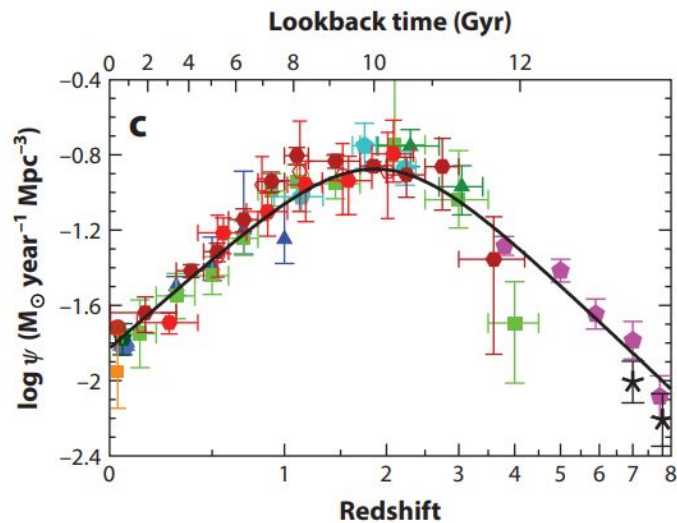 Lookback time (Gyr)
0 2 4 6 8 10 12
C
−0.4
−0.8
−1.2
−1.6
−2
−2.4
log ψ (M☉ year−1 Mpc−3)
0 1 2 3 4 5 6 7 8
Redshift